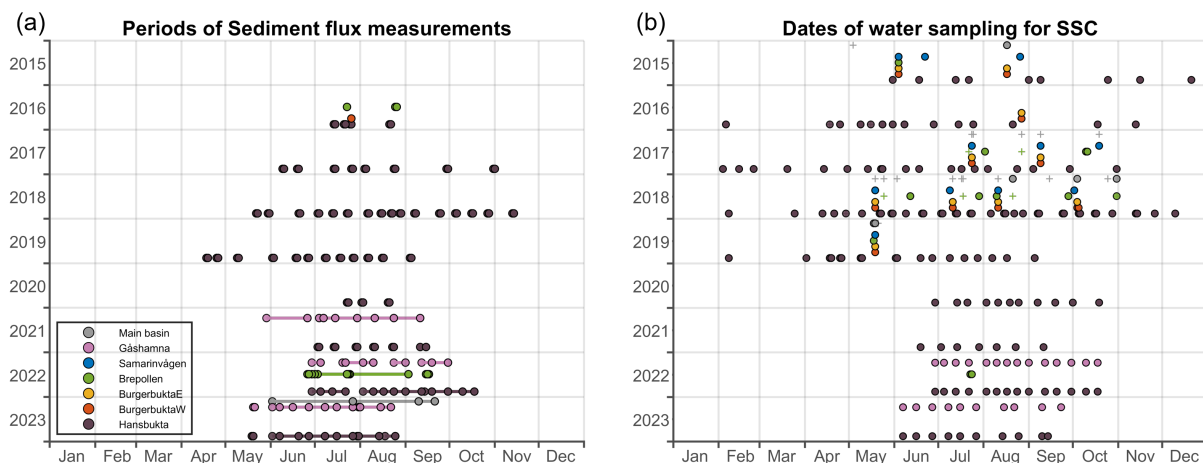 (a)
Periods of Sediment flux measurements
2015
2016
2017
2018
2019
2020
2021
2022
2023
Main basin
Gåshamna
Samarinvågen
Brepollen
BurgerbuktaE
BurgerbuktaW
Hansbukta
Jan Feb Mar Apr May Jun Jul Aug Sep Oct Nov Dec
(b)
Dates of water sampling for SSC
2015
2016
2017
2018
2019
2020
2021
2022
2023
Jan Feb Mar Apr May Jun Jul Aug Sep Oct Nov Dec